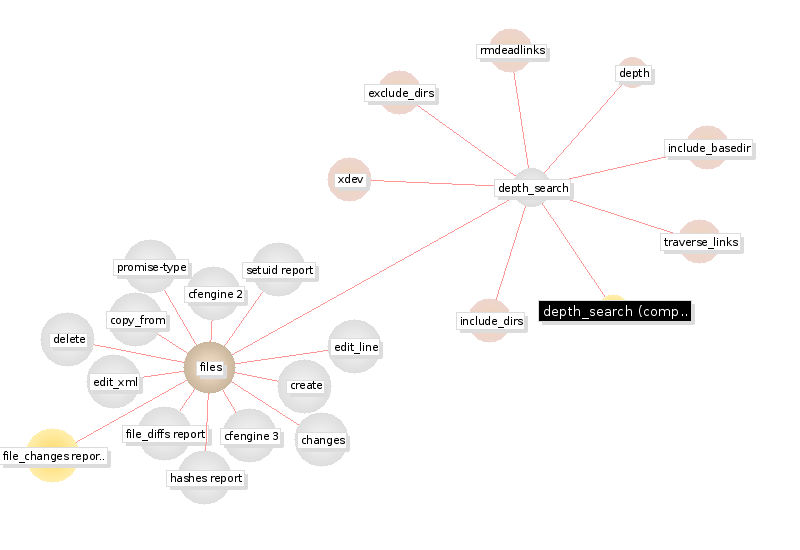 rmdeadlinks
depth
exclude_dirs
include_basedir
xdev
depth_search
traverse_links
promise-type
setuid report
cfengine 2
depth_search (comp..
copy_from
include_dirs
delete
edit_line
files
edit_xml
create
file_diffs report
cfengine 3
changes
file_changes repor..
hashes report